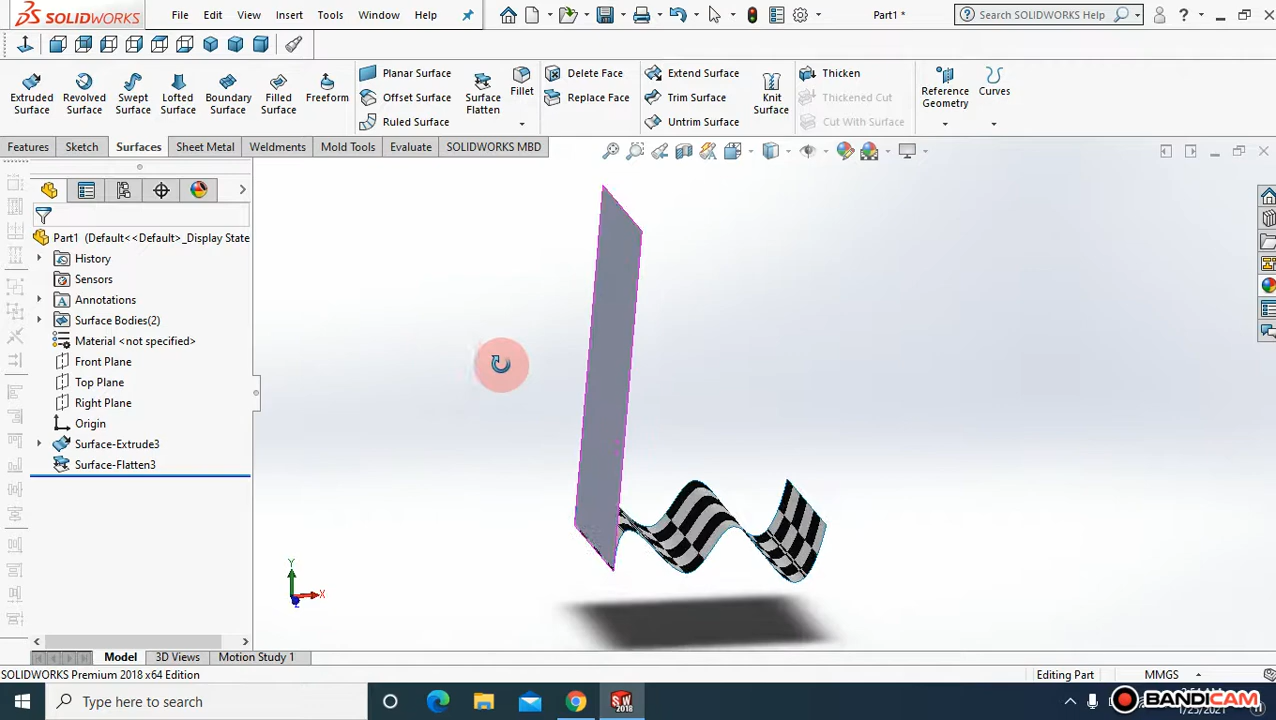 SOLIDWORKS File Edit View Insert Tools Window Help Part1 * Search SOLIDWORKS Help ?
Extruded Surface Revolved Surface Swept Surface Lofted Surface Boundary Surface Filled Surface Freeform
Planar Surface
Offset Surface
Ruled Surface
Surface Flatten Fillet
Delete Face
Replace Face
Extend Surface
Trim Surface
Untrim Surface
Knit Surface
Thicken
Thickened Cut
Cut With Surface
Reference Geometry Curves
Features Sketch Surfaces Sheet Metal Weldments Mold Tools Evaluate SOLIDWORKS MBD
Part1 (Default<<Default>_Display State
History
Sensors
Annotations
Surface Bodies(2)
Material <not specified>
Front Plane
Top Plane
Right Plane
Origin
Surface-Extrude3
Surface-Flatten3
Y
X
Model 3D Views Motion Study 1
SOLIDWORKS Premium 2018 x64 Edition Editing Part MMGS
Type here to search
SW
2018
BANDICAM
1/25/2021